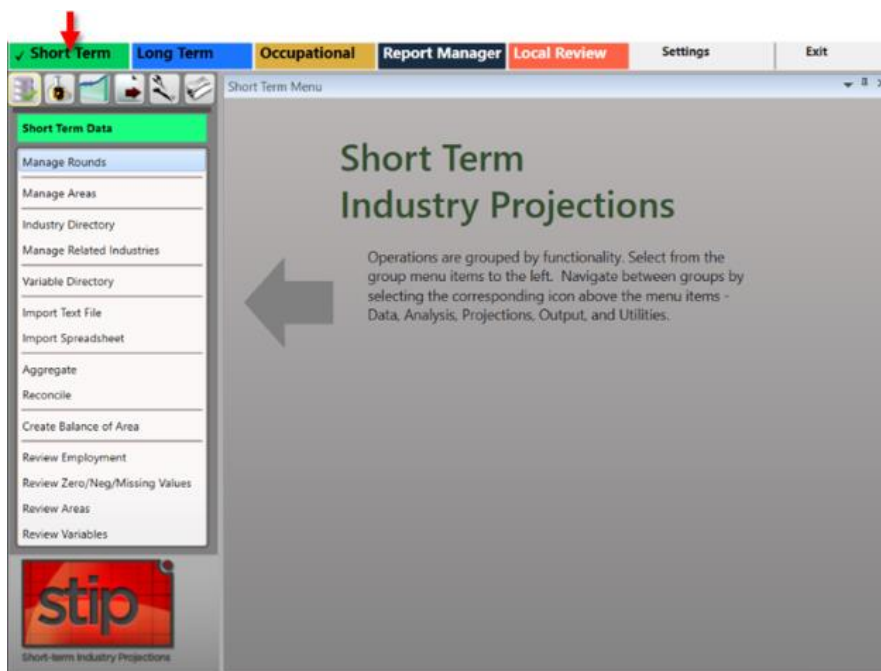 ✓ Short Term Long Term Occupational Report Manager Local Review Settings Exit
Short Term Menu
Short Term Data
Manage Rounds
Manage Areas
Industry Directory
Manage Related Industries
Variable Directory
Import Text File
Import Spreadsheet
Aggregate
Reconcile
Create Balance of Area
Review Employment
Review Zero/Neg/Missing Values
Review Areas
Review Variables
stip
Short-term Industry Projections
Short Term
Industry Projections
Operations are grouped by functionality. Select from the
group menu items to the left. Navigate between groups by
selecting the corresponding icon above the menu items -
Data, Analysis, Projections, Output, and Utilities.